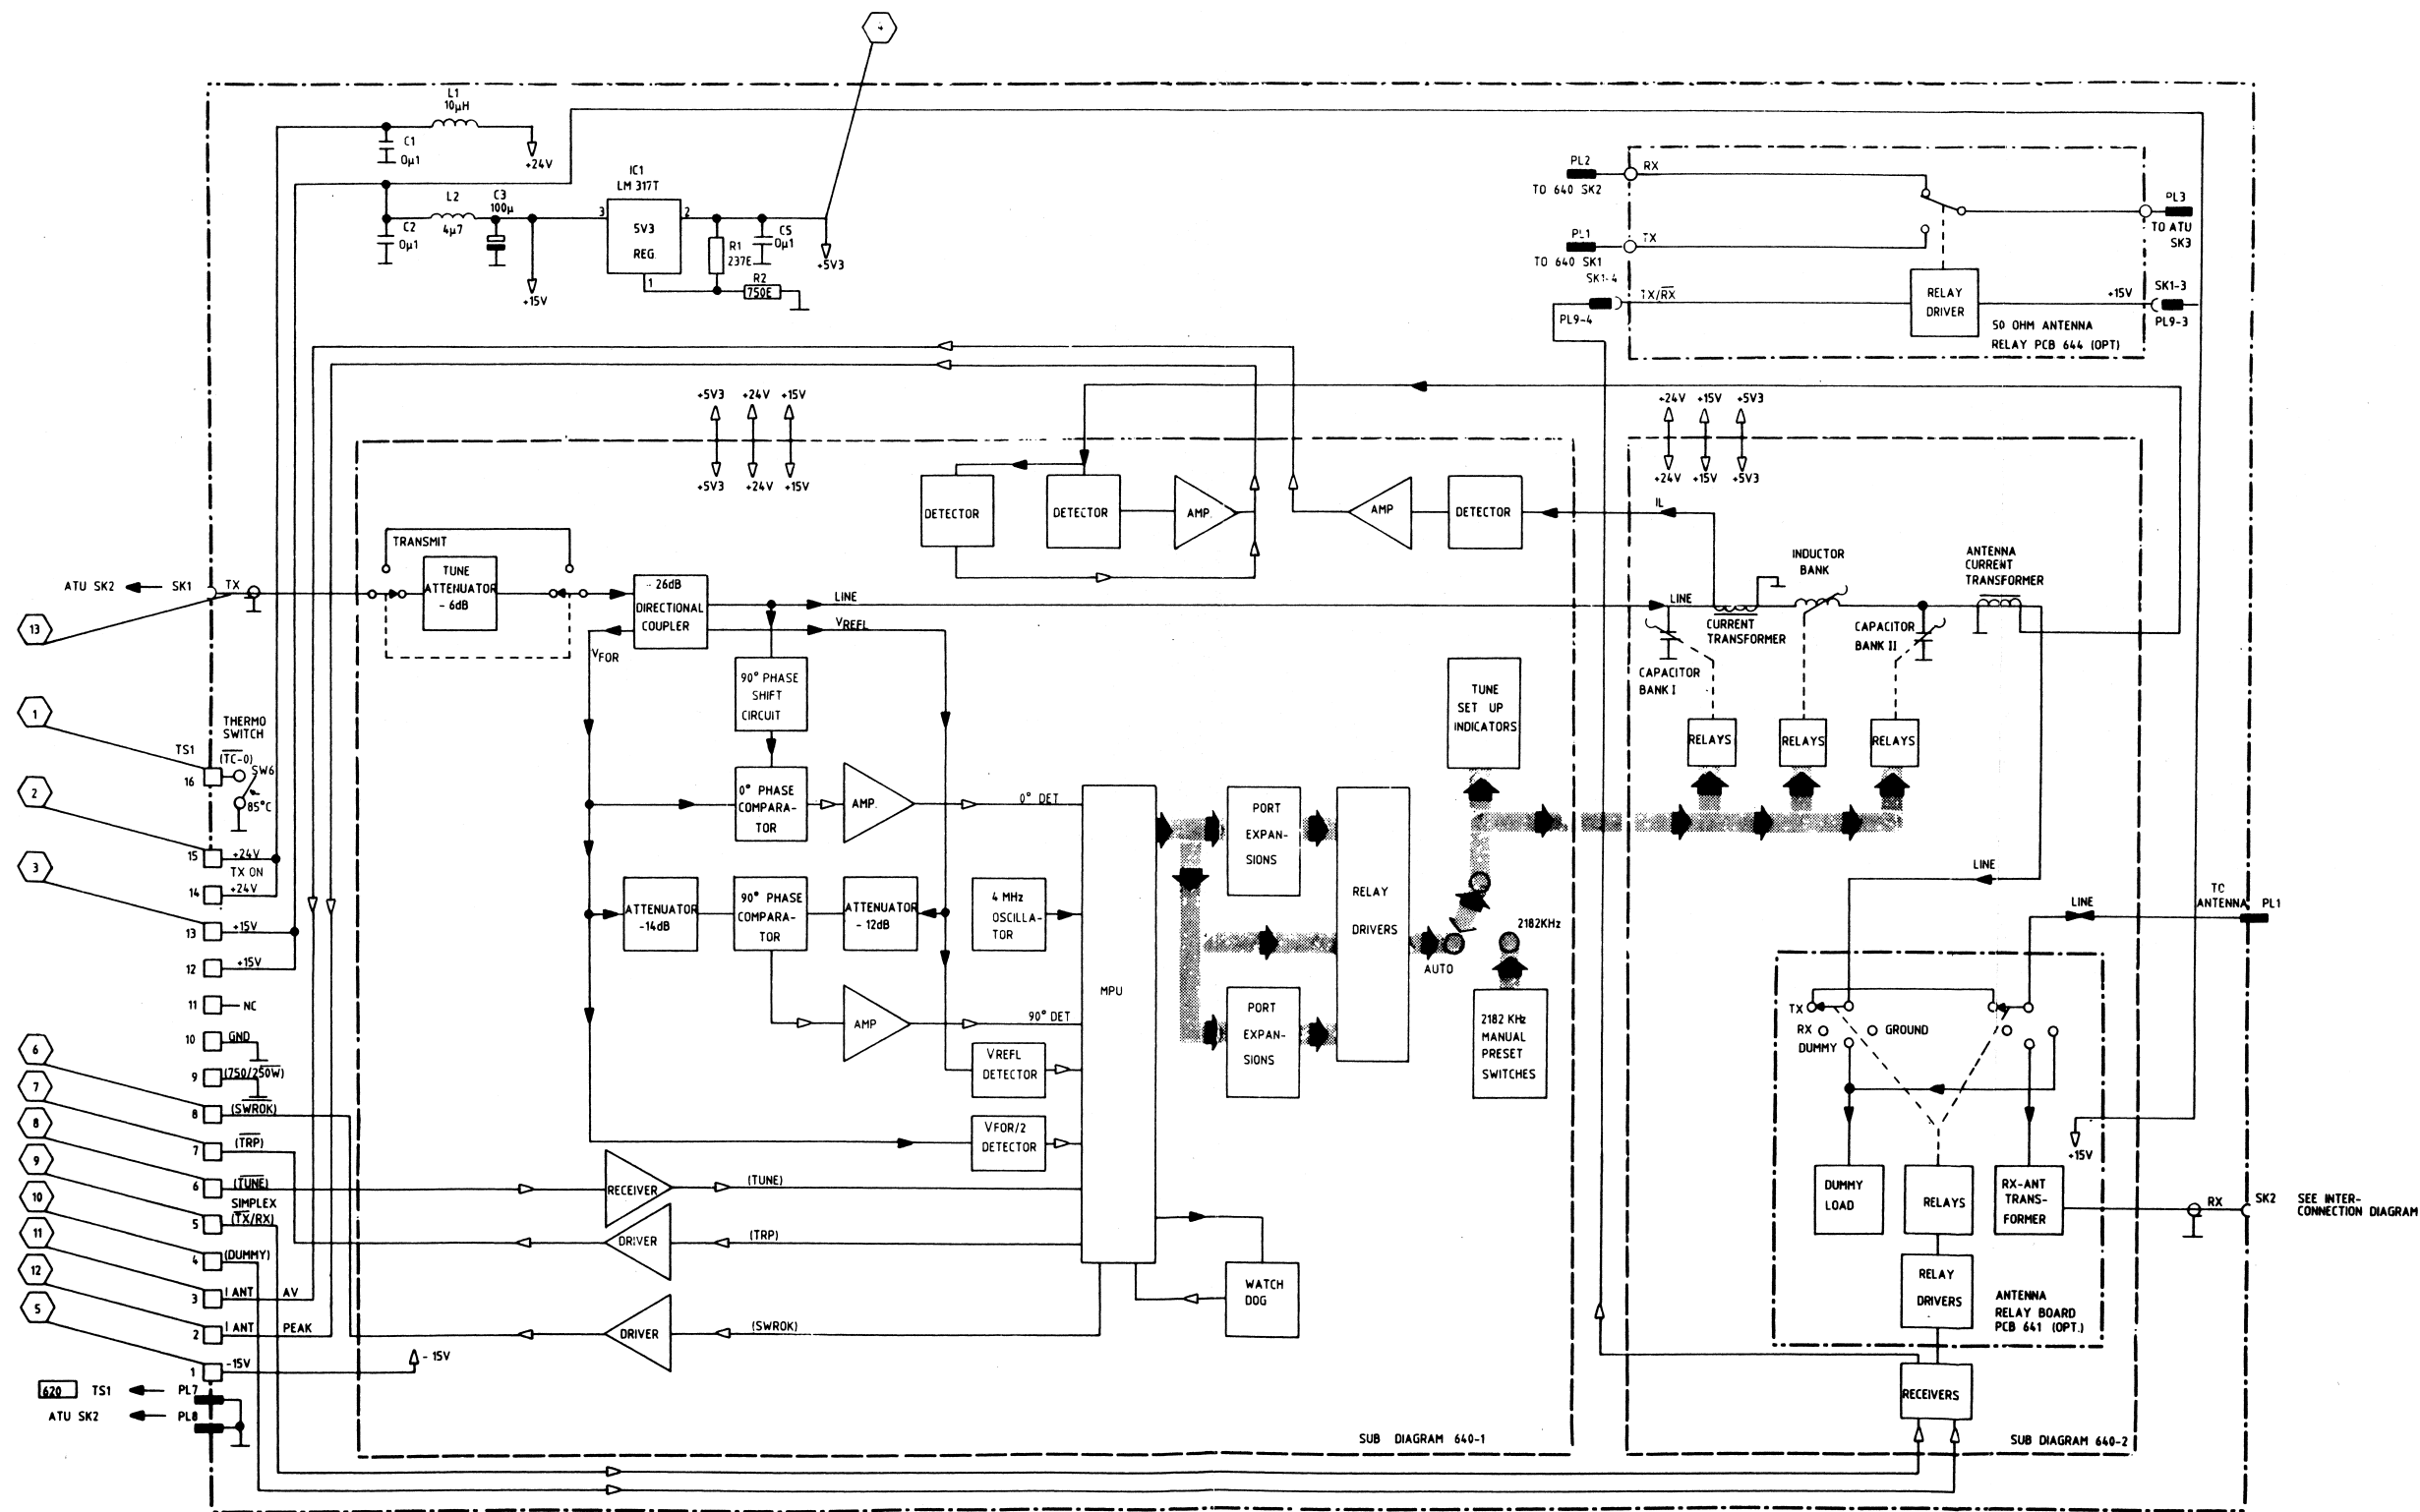 4
L1
10µH
C1
0µ1
+24V
L2
4µ7
C3
100µ
C2
0µ1
+15V
IC1
LM 317T
3
5V3
REG.
2
1
R1
237E
C5
0µ1
R2
750E
+5V3
PL2
RX
TO 640 SK2
PL1
TX
TO 640 SK1
SK1-4
TX/RX
PL9-4
RELAY
DRIVER
PL3
TO ATU
SK3
+15V
SK1-3
PL9-3
50 OHM ANTENNA
RELAY PCB 644 (OPT)
+5V3 +24V +15V
+5V3 +24V +15V
+24V +15V +5V3
+24V +15V +5V3
DETECTOR
DETECTOR
AMP.
AMP
DETECTOR
IL
TRANSMIT
TUNE
ATTENUATOR
- 6dB
ATU SK2
SK1
TX
13
- 26dB
DIRECTIONAL
COUPLER
LINE
VREFL
VFOR
LINE
INDUCTOR
BANK
ANTENNA
CURRENT
TRANSFORMER
CURRENT
TRANSFORMER
CAPACITOR
BANK II
CAPACITOR
BANK I
90° PHASE
SHIFT
CIRCUIT
TUNE
SET UP
INDICATORS
RELAYS
RELAYS
RELAYS
1
THERMO
SWITCH
TS1
(TC-0)
16
SW6
85°C
2
15
+24V
TX ON
14
+24V
3
13
+15V
12
+15V
11
NC
10
GND
9
(750/250W)
6
8
(SWROK)
7
7
(TRP)
8
6
(TUNE)
9
SIMPLEX
5
(TX/RX)
10
4
(DUMMY)
11
3
I ANT AV
12
2
I ANT PEAK
5
1
-15V
- 15V
620
TS1
PL7
ATU SK2
PL8
0° PHASE
COMPARA-
TOR
AMP.
0° DET
ATTENUATOR
-14dB
90° PHASE
COMPARA-
TOR
ATTENUATOR
- 12dB
4 MHz
OSCILLA-
TOR
AMP
90° DET
VREFL
DETECTOR
VFOR/2
DETECTOR
MPU
PORT
EXPAN-
SIONS
PORT
EXPAN-
SIONS
RELAY
DRIVERS
AUTO
2182KHz
2182 KHz
MANUAL
PRESET
SWITCHES
RECEIVER
(TUNE)
DRIVER
(TRP)
DRIVER
(SWROK)
WATCH
DOG
SUB DIAGRAM 640-1
LINE
TC
ANTENNA
PL1
LINE
TX
RX
GROUND
DUMMY
+15V
DUMMY
LOAD
RELAYS
RX-ANT
TRANS-
FORMER
RX
SK2
SEE INTER-
CONNECTION DIAGRAM
RELAY
DRIVERS
ANTENNA
RELAY BOARD
PCB 641 (OPT.)
RECEIVERS
SUB DIAGRAM 640-2